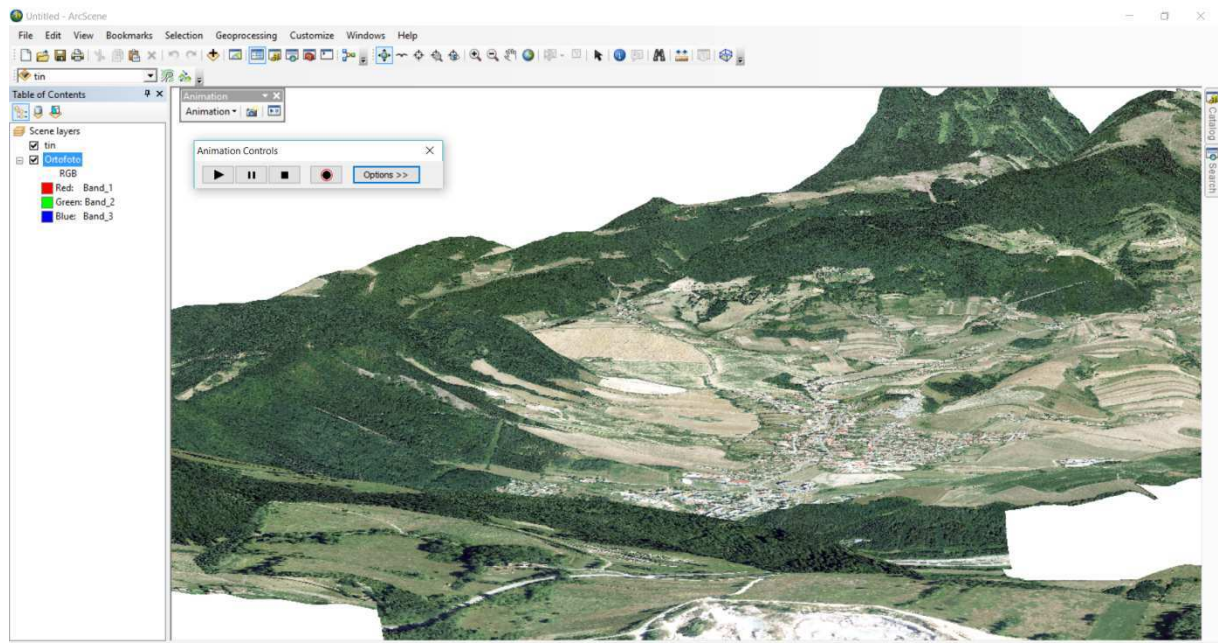 Untitled - ArcScene
File Edit View Bookmarks Selection Geoprocessing Customize Windows Help
tin
Table of Contents
Scene layers
tin
Ortofoto
RGB
Red: Band_1
Green: Band_2
Blue: Band_3
Animation
Animation
Animation Controls
Options >>
Catalog
Search